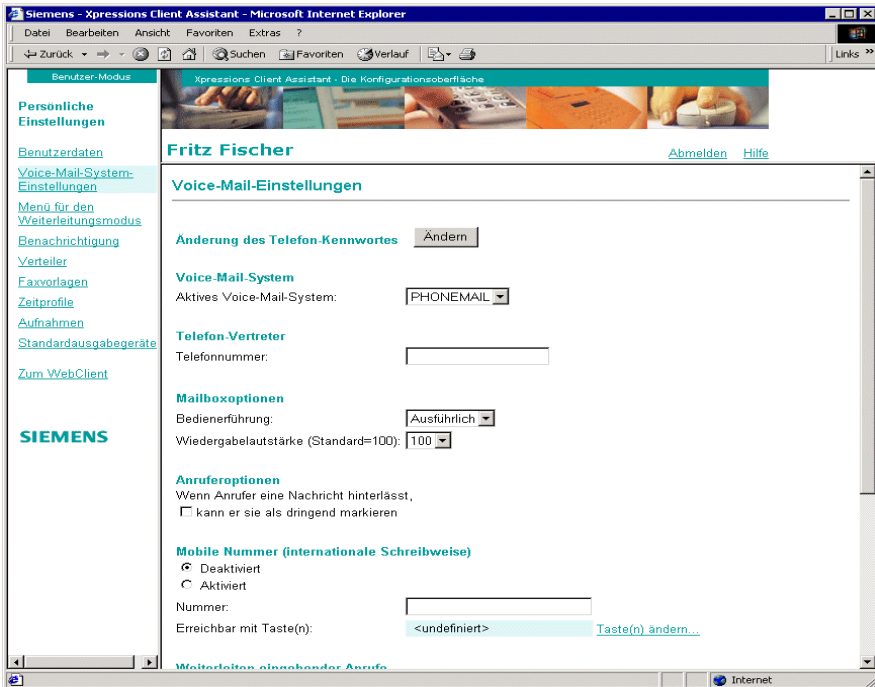 Siemens - Xpressions Client Assistant - Microsoft Internet Explorer
Datei Bearbeiten Ansicht Favoriten Extras ?
Zurück Suchen Favoriten Verlauf Links »
Benutzer-Modus
Xpressions Client Assistant - Die Konfigurationsoberfläche
Persönliche
Einstellungen
Benutzerdaten
Voice-Mail-System-
Einstellungen
Menü für den
Weiterleitungsmodus
Benachrichtigung
Verteiler
Faxvorlagen
Zeitprofile
Aufnahmen
Standardausgabegeräte
Zum WebClient
SIEMENS
Fritz Fischer
Abmelden Hilfe
Voice-Mail-Einstellungen
Änderung des Telefon-Kennwortes Ändern
Voice-Mail-System
Aktives Voice-Mail-System: PHONEMAIL
Telefon-Vertreter
Telefonnummer:
Mailboxoptionen
Bedienerführung: Ausführlich
Wiedergabelautstärke (Standard=100): 100
Anruferoptionen
Wenn Anrufer eine Nachricht hinterlässt,
kann er sie als dringend markieren
Mobile Nummer (internationale Schreibweise)
Deaktiviert
Aktiviert
Nummer:
Erreichbar mit Taste(n): <undefiniert> Taste(n) ändern...
Weiterleiten eingehender Anrufe
Internet